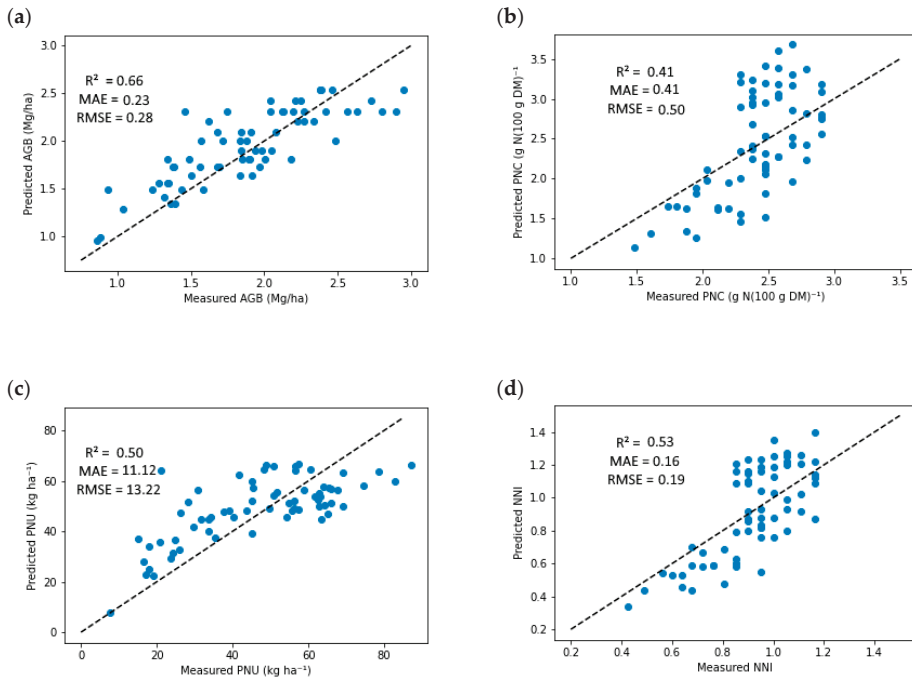 (a)
R² = 0.66
MAE = 0.23
RMSE = 0.28
Predicted AGB (Mg/ha)
3.0
2.5
2.0
1.5
1.0
1.0 1.5 2.0 2.5 3.0
Measured AGB (Mg/ha)
(b)
R² = 0.41
MAE = 0.41
RMSE = 0.50
Predicted PNC (g N(100 g DM)⁻¹
3.5
3.0
2.5
2.0
1.5
1.0
1.0 1.5 2.0 2.5 3.0 3.5
Measured PNC (g N(100 g DM)⁻¹
(c)
R² = 0.50
MAE = 11.12
RMSE = 13.22
Predicted PNU (kg ha⁻¹)
80
60
40
20
0
0 20 40 60 80
Measured PNU (kg ha⁻¹)
(d)
R² = 0.53
MAE = 0.16
RMSE = 0.19
Predicted NNI
1.4
1.2
1.0
0.8
0.6
0.4
0.2
0.2 0.4 0.6 0.8 1.0 1.2 1.4
Measured NNI